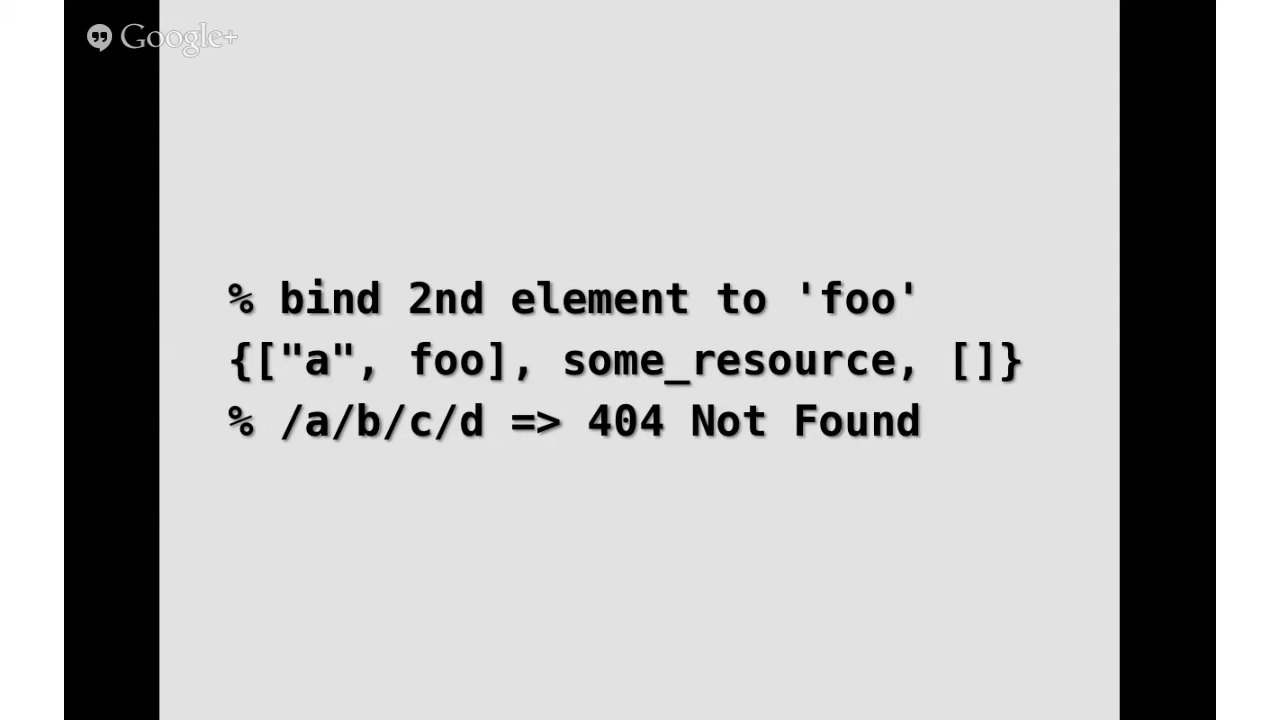 Google+
% bind 2nd element to 'foo'
{["a", foo], some_resource, []}
% /a/b/c/d => 404 Not Found